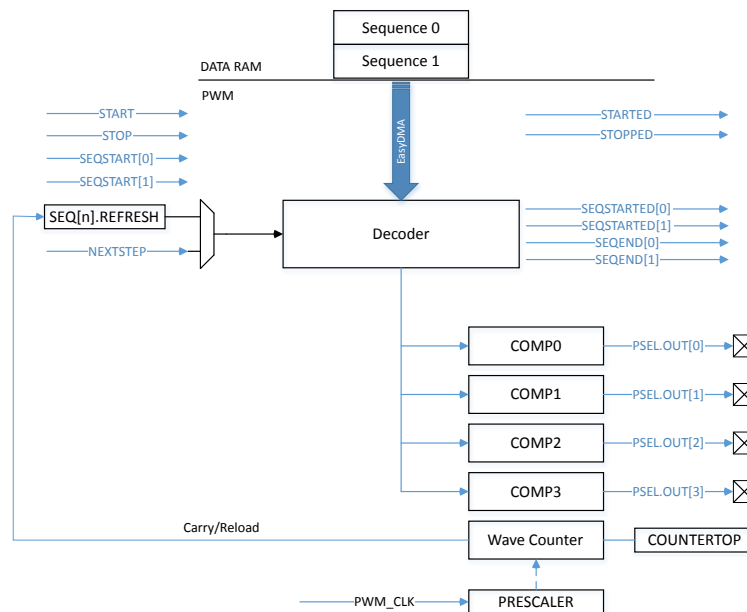 Sequence 0
Sequence 1
DATA RAM
PWM
START
STOP
SEQSTART[0]
SEQSTART[1]
EasyDMA
STARTED
STOPPED
SEQ[n].REFRESH
NEXTSTEP
Decoder
SEQSTARTED[0]
SEQSTARTED[1]
SEQEND[0]
SEQEND[1]
COMP0
PSEL.OUT[0]
COMP1
PSEL.OUT[1]
COMP2
PSEL.OUT[2]
COMP3
PSEL.OUT[3]
Carry/Reload
Wave Counter
COUNTERTOP
PWM_CLK
PRESCALER